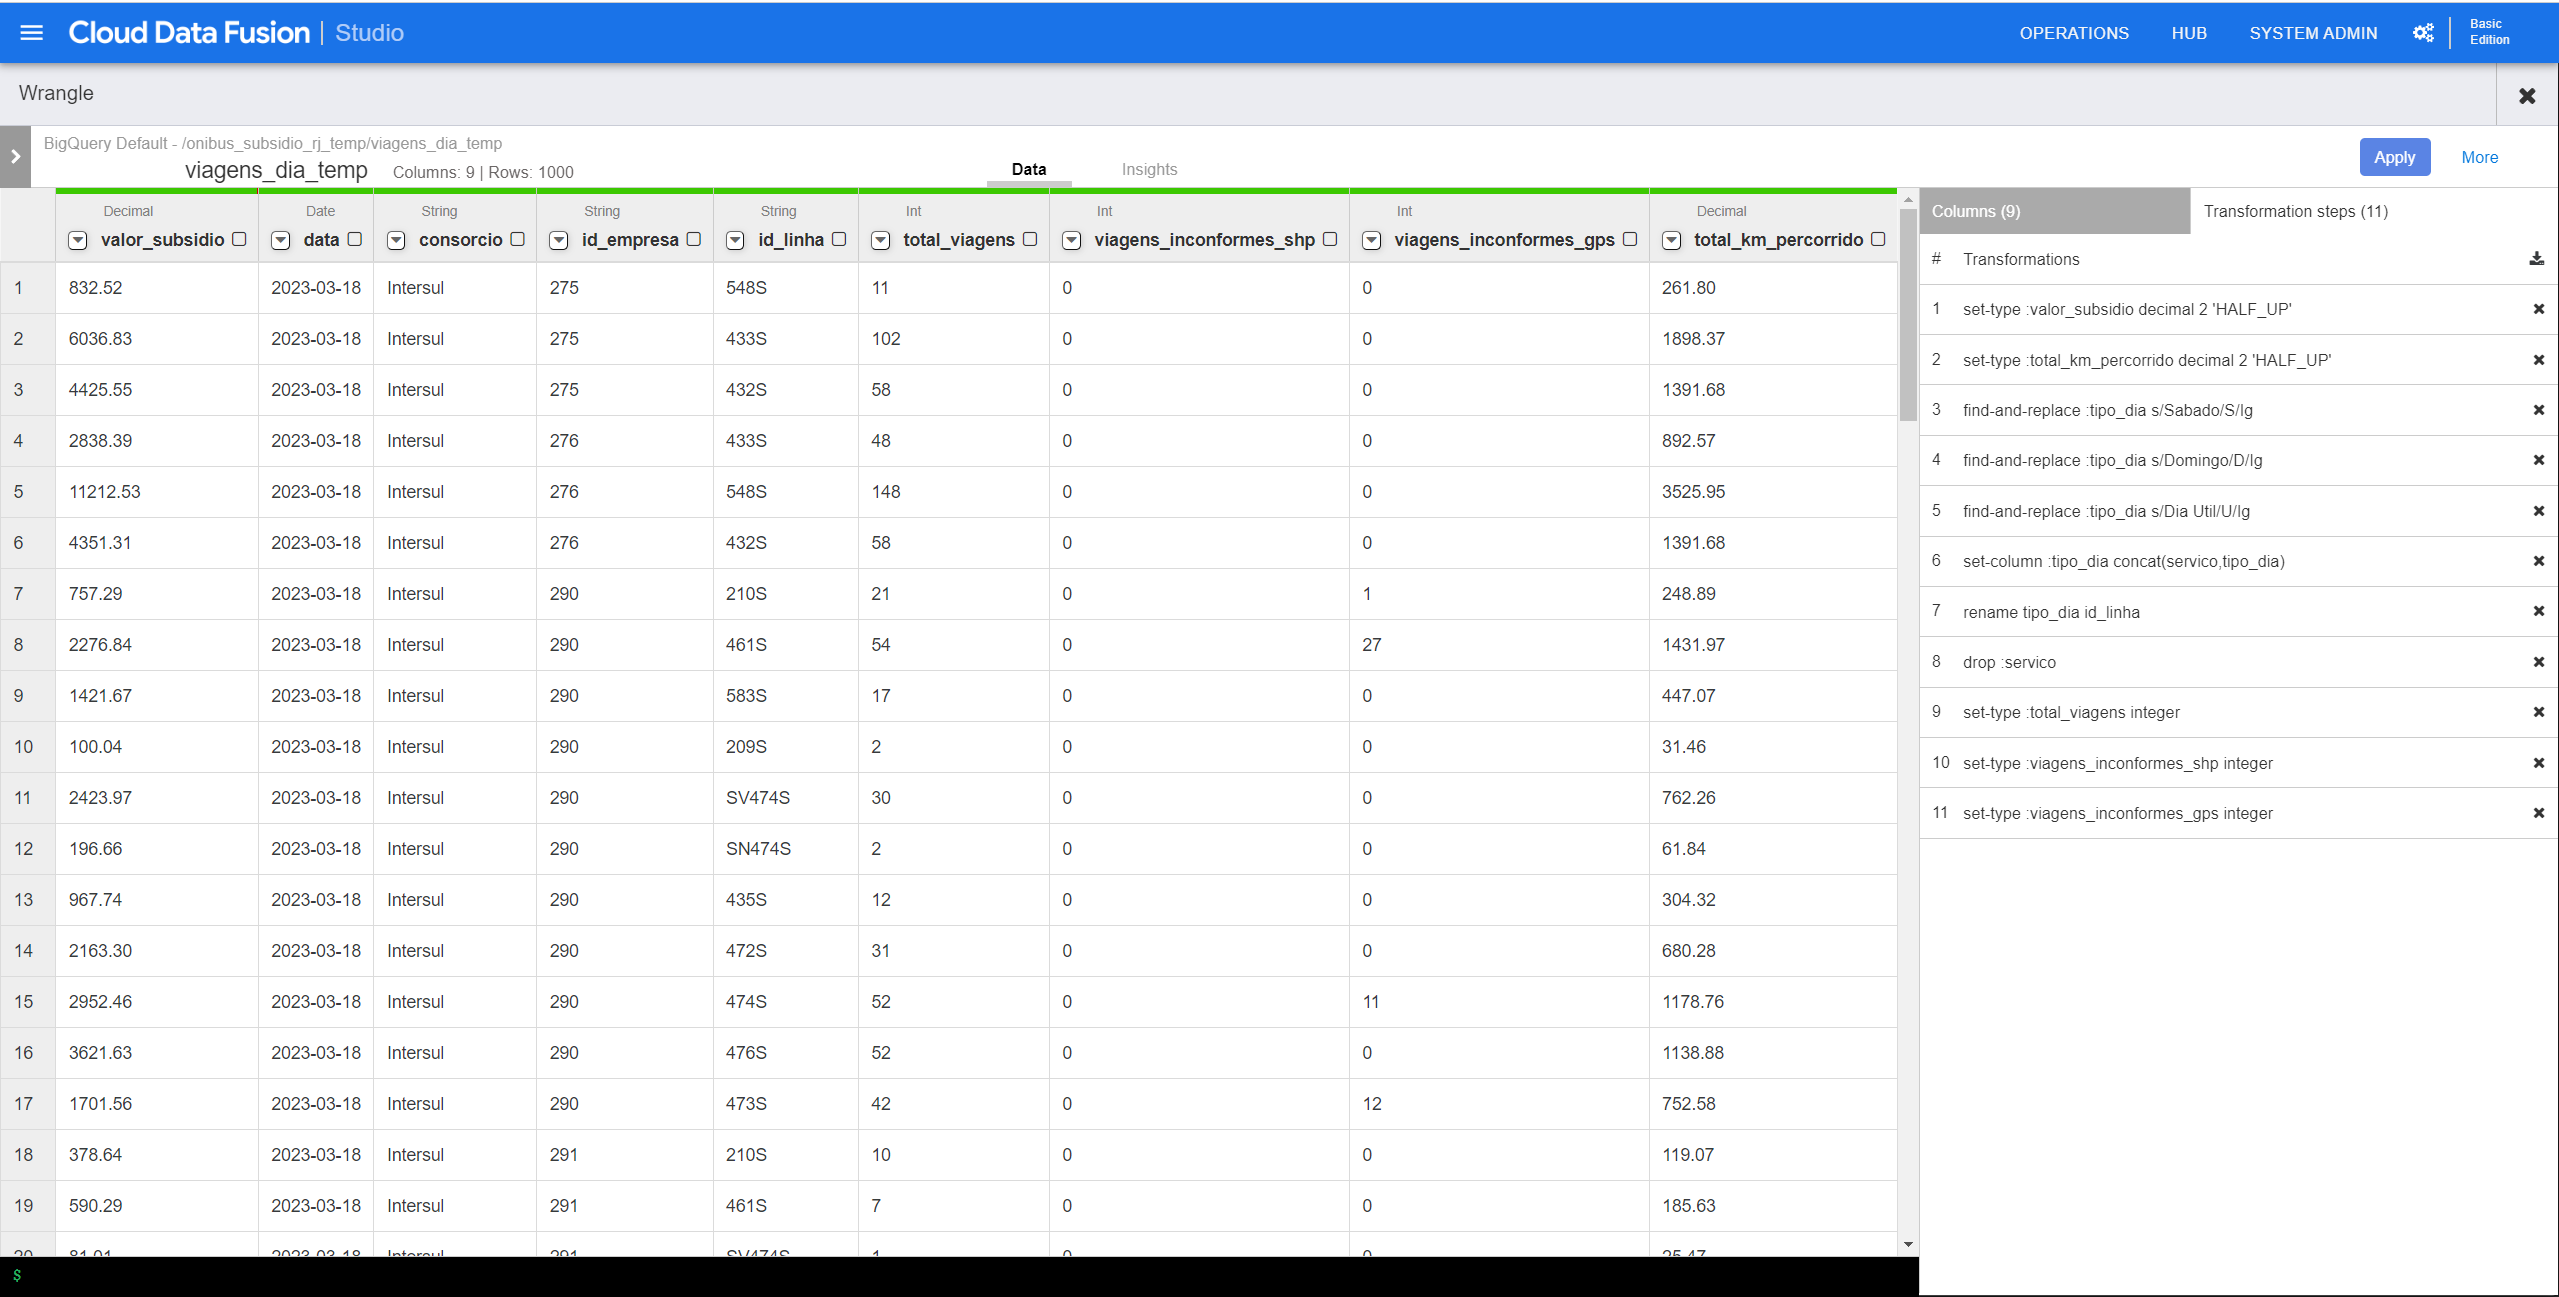 Cloud Data Fusion | Studio OPERATIONS HUB SYSTEM ADMIN Basic Edition
Wrangle
BigQuery Default - /onibus_subsidio_rj_temp/viagens_dia_temp
viagens_dia_temp Columns: 9 | Rows: 1000 Data Insights Apply More
Decimal Date String String String Int Int Int Decimal
valor_subsidio data consorcio id_empresa id_linha total_viagens viagens_inconformes_shp viagens_inconformes_gps total_km_percorrido
1 832.52 2023-03-18 Intersul 275 548S 11 0 0 261.80
2 6036.83 2023-03-18 Intersul 275 433S 102 0 0 1898.37
3 4425.55 2023-03-18 Intersul 275 432S 58 0 0 1391.68
4 2838.39 2023-03-18 Intersul 276 433S 48 0 0 892.57
5 11212.53 2023-03-18 Intersul 276 548S 148 0 0 3525.95
6 4351.31 2023-03-18 Intersul 276 432S 58 0 0 1391.68
7 757.29 2023-03-18 Intersul 290 210S 21 0 1 248.89
8 2276.84 2023-03-18 Intersul 290 461S 54 0 27 1431.97
9 1421.67 2023-03-18 Intersul 290 583S 17 0 0 447.07
10 100.04 2023-03-18 Intersul 290 209S 2 0 0 31.46
11 2423.97 2023-03-18 Intersul 290 SV474S 30 0 0 762.26
12 196.66 2023-03-18 Intersul 290 SN474S 2 0 0 61.84
13 967.74 2023-03-18 Intersul 290 435S 12 0 0 304.32
14 2163.30 2023-03-18 Intersul 290 472S 31 0 0 680.28
15 2952.46 2023-03-18 Intersul 290 474S 52 0 11 1178.76
16 3621.63 2023-03-18 Intersul 290 476S 52 0 0 1138.88
17 1701.56 2023-03-18 Intersul 290 473S 42 0 12 752.58
18 378.64 2023-03-18 Intersul 291 210S 10 0 0 119.07
19 590.29 2023-03-18 Intersul 291 461S 7 0 0 185.63
$
Columns (9) Transformation steps (11)
# Transformations
1 set-type :valor_subsidio decimal 2 'HALF_UP'
2 set-type :total_km_percorrido decimal 2 'HALF_UP'
3 find-and-replace :tipo_dia s/Sabado/S/Ig
4 find-and-replace :tipo_dia s/Domingo/D/Ig
5 find-and-replace :tipo_dia s/Dia Util/U/Ig
6 set-column :tipo_dia concat(servico,tipo_dia)
7 rename tipo_dia id_linha
8 drop :servico
9 set-type :total_viagens integer
10 set-type :viagens_inconformes_shp integer
11 set-type :viagens_inconformes_gps integer